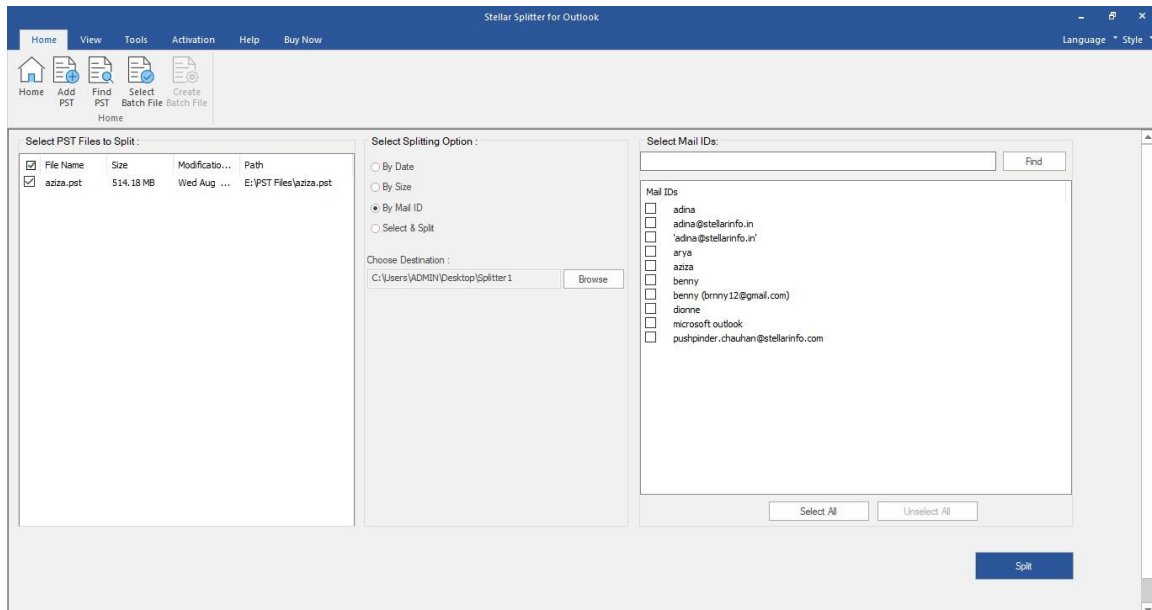 Stellar Splitter for Outlook
Home View Tools Activation Help Buy Now Language Style
Home Add PST Find PST Select Batch File Create Batch File
Home
Select PST Files to Split :
File Name Size Modificatio... Path
aziza.pst 514.18 MB Wed Aug ... E:\PST Files\aziza.pst
Select Splitting Option :
By Date
By Size
By Mail ID
Select & Split
Choose Destination :
C:\Users\ADMIN\Desktop\Splitter1 Browse
Select Mail IDs:
Find
Mail IDs
adina
adina@stellarinfo.in
'adina@stellarinfo.in'
arya
aziza
benny
benny (brnny12@gmail.com)
dionne
microsoft outlook
pushpinder.chauhan@stellarinfo.com
Select All Unselect All
Split